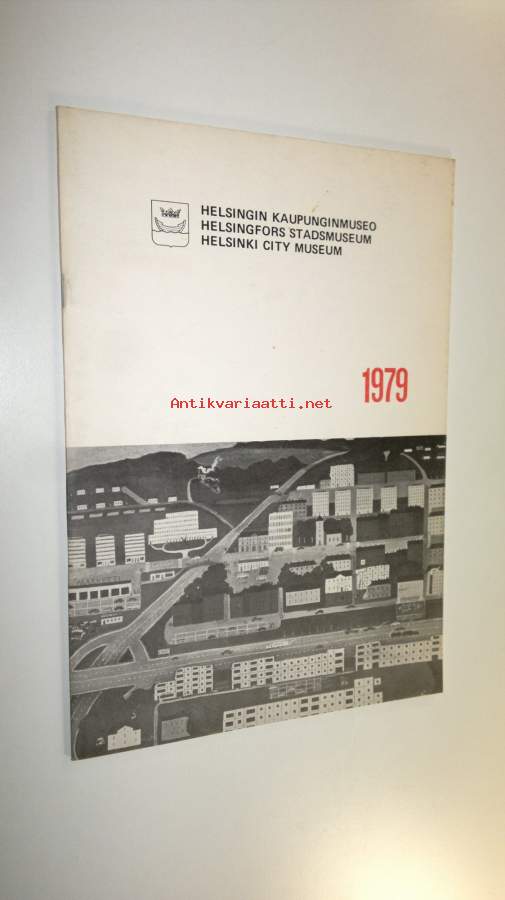 HELSINGIN KAUPUNGINMUSEO
HELSINGFORS STADSMUSEUM
HELSINKI CITY MUSEUM
1979
Antikvariaatti.net